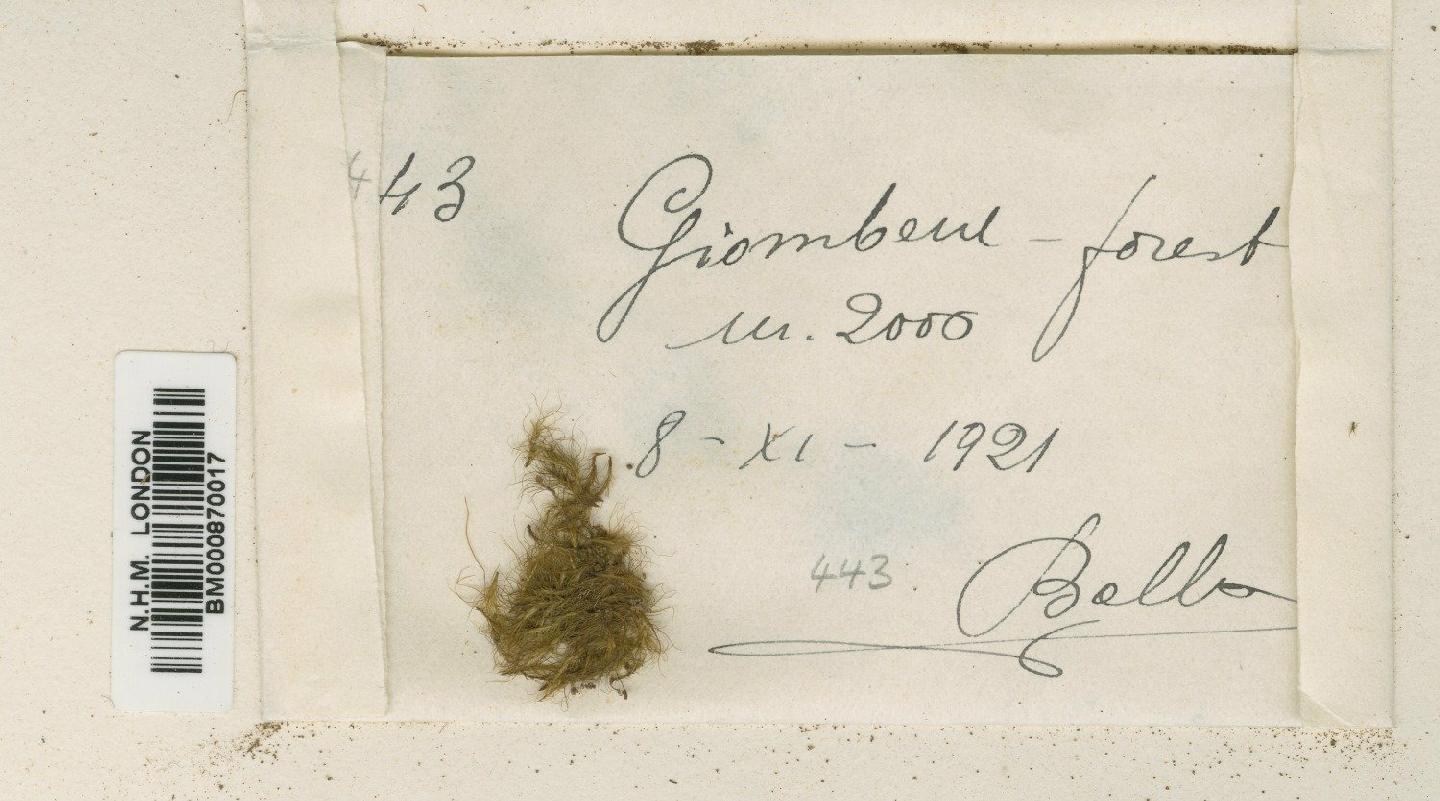 443
Giombeni - forest
m. 2000
8 - XI - 1921
443.
Balbo
N.H.M. LONDON
BM000870017